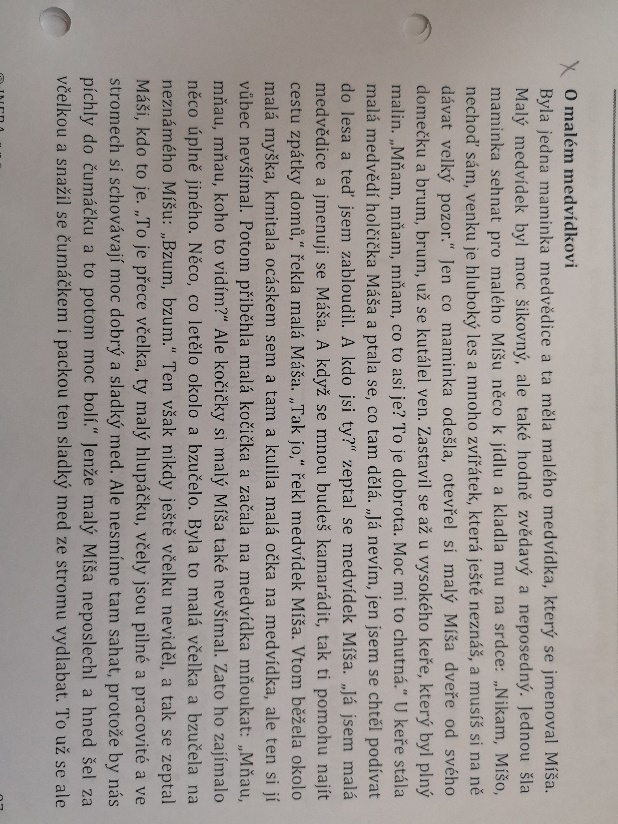 O malém medvídkovi
Byla jedna maminka medvědice a ta měla malého medvídka, který se jmenoval Míša.
Malý medvídek byl moc šikovný, ale také hodně zvědavý a neposedný. Jednou šla
maminka sehnat pro malého Míšu něco k jídlu a kladla mu na srdce: „Nikam, Míšo,
nechoď sám, venku je hluboký les a mnoho zvířátek, která ještě neznáš, a musíš si na ně
dávat velký pozor.“ Jen co maminka odešla, otevřel si malý Míša dveře od svého
domečku a brum, brum, už se kutálel ven. Zastavil se až u vysokého keře, který byl plný
malin. „Mňam, mňam, mňam, co to asi je? To je dobrota. Moc mi to chutná.“ U keře stála
malá medvědí holčička Máša a ptala se, co tam dělá. „Já nevím, jen jsem se chtěl podívat
do lesa a teď jsem zabloudil. A kdo jsi ty?“ zeptal se medvídek Míša. „Já jsem malá
medvědice a jmenuji se Máša. A když se mnou budeš kamarádit, tak ti pomohu najít
cestu zpátky domů,“ řekla malá Máša. „Tak jo,“ řekl medvídek Míša. Vtom běžela okolo
malá myška, kmitala ocáskem sem a tam a kulila malá očka na medvídka, ale ten si jí
vůbec nevšímal. Potom přiběhla malá kočička a začala na medvídka mňoukat: „Mňau,
mňau, mňau, koho to vidím?“ Ale kočičky si malý Míša také nevšímal. Zato ho zajímalo
něco úplně jiného. Něco, co letělo okolo a bzučelo. Byla to malá včelka a bzučela na
neznámého Míšu: „Bzum, bzum.“ Ten však nikdy ještě včelku neviděl, a tak se zeptal
Máši, kdo to je. „To je přece včelka, ty malý hlupáčku, včely jsou pilné a pracovité a ve
stromech si schovávají moc dobrý a sladký med. Ale nesmíme tam sahat, protože by nás
píchly do čumáčku a to potom moc bolí.“ Jenže malý Míša neposlechl a hned šel za
včelkou a snažil se čumáčkem i packou ten sladký med ze stromu vydlabat. To už se ale